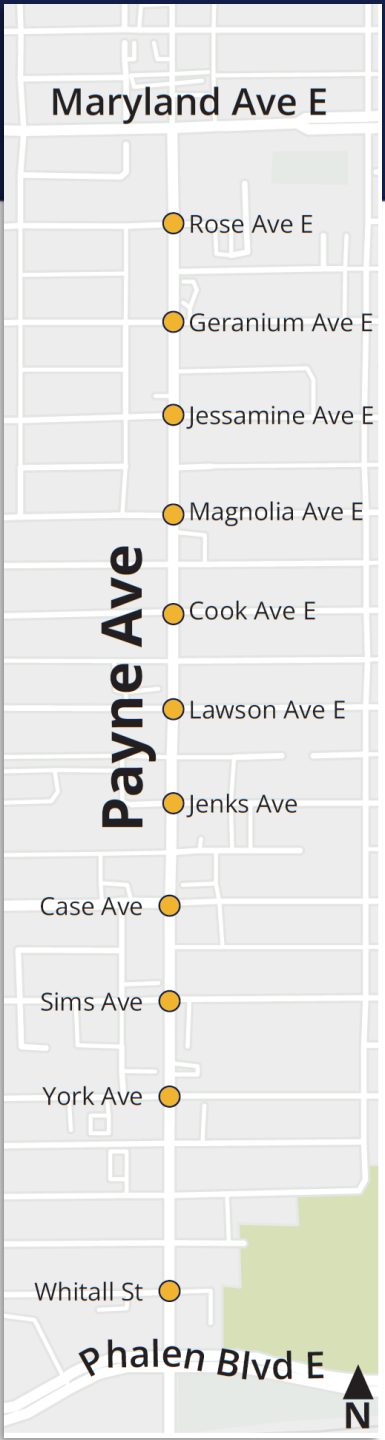 Maryland Ave E
Rose Ave E
Geranium Ave E
Jessamine Ave E
Magnolia Ave E
Payne Ave
Cook Ave E
Lawson Ave E
Jenks Ave
Case Ave
Sims Ave
York Ave
Whitall St
Phalen Blvd E
N